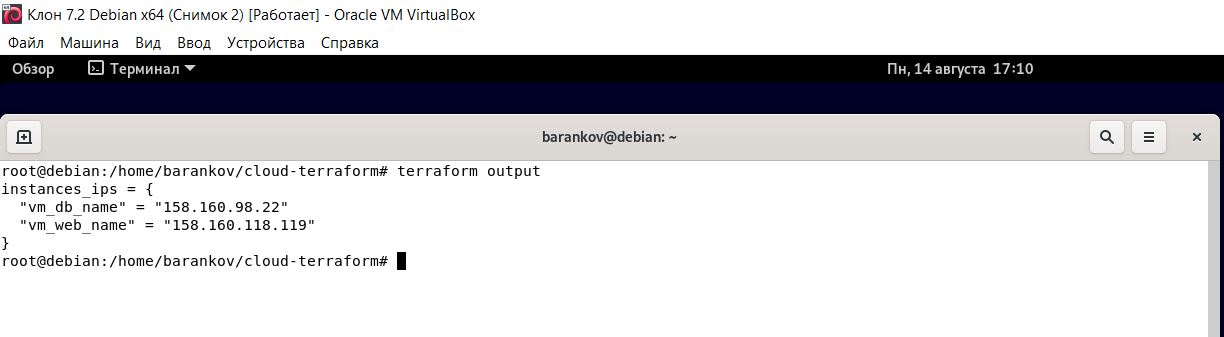 Клон 7.2 Debian x64 (Снимок 2) [Работает] - Oracle VM VirtualBox
Файл Машина Вид Ввод Устройства Справка
Обзор Терминал Пн, 14 августа 17:10
barankov@debian: ~
root@debian:/home/barankov/cloud-terraform# terraform output
instances_ips = {
  "vm_db_name" = "158.160.98.22"
  "vm_web_name" = "158.160.118.119"
}
root@debian:/home/barankov/cloud-terraform#